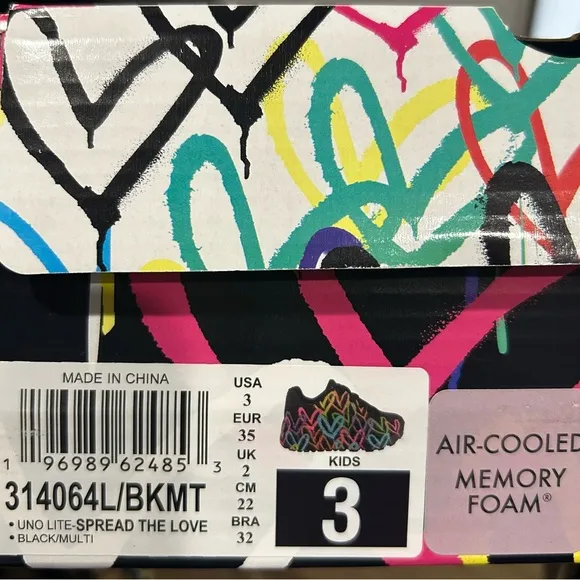 MADE IN CHINA
1 96989 62485 3
314064L/BKMT
• UNO LITE-SPREAD THE LOVE
• BLACK/MULTI
USA
3
EUR
35
UK
2
CM
22
BRA
32
KIDS
3
AIR-COOLED
MEMORY
FOAM®